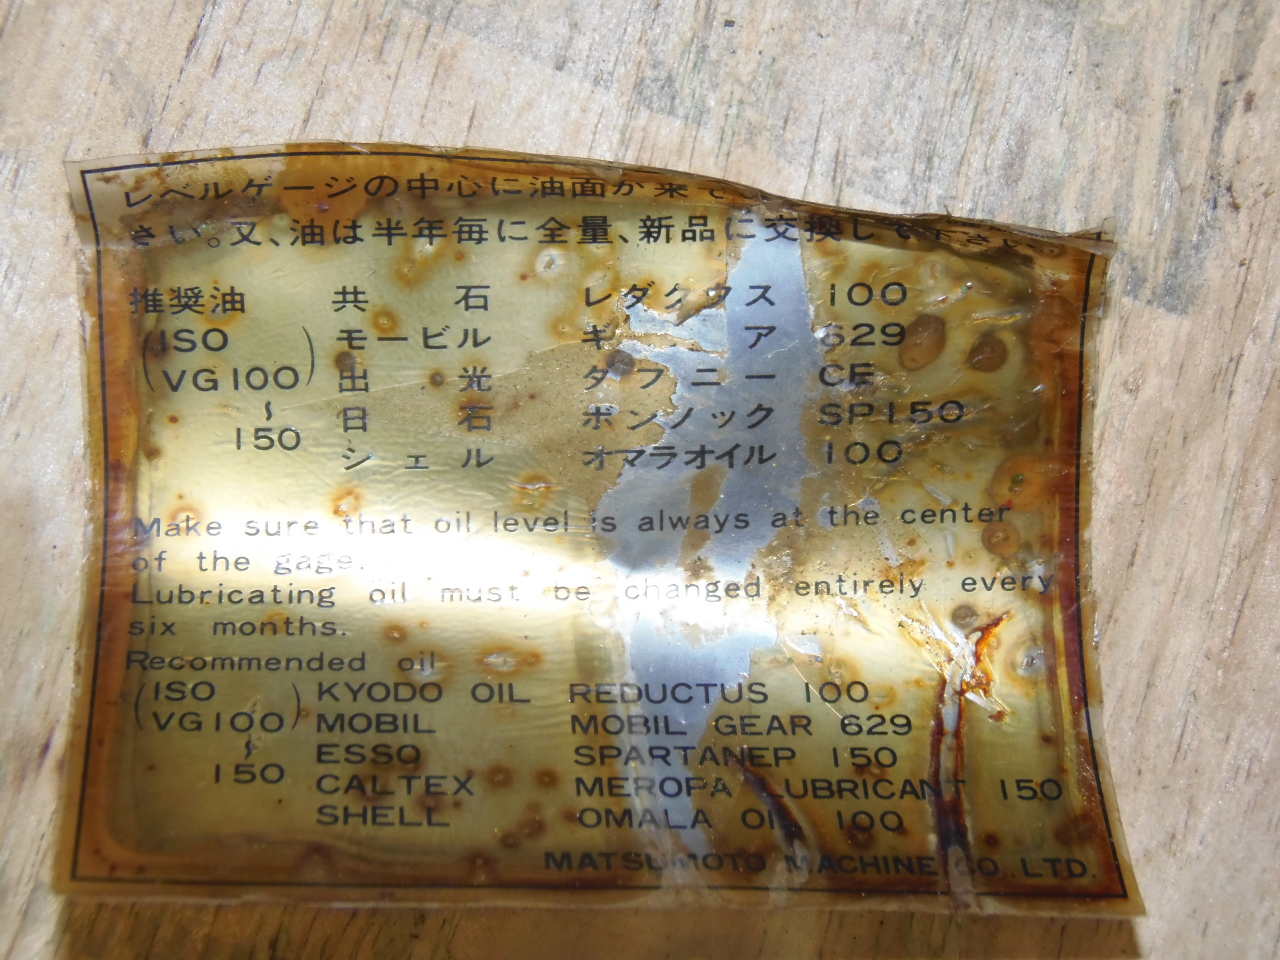 レベルゲージの中心に油面が来て
さい。又、油は半年毎に全量、新品に交換して下さい。
推奨油 共石 レダクタス 100
(ISO モービル ギア 629
VG100) 出光 ダフニー CE
〜 日石 ボンノック SP150
150 シェル オマラオイル 100
Make sure that oil level is always at the center
of the gage.
Lubricating oil must be changed entirely every
six months.
Recommended oil
(ISO KYODO OIL REDUCTUS 100
VG100) MOBIL MOBIL GEAR 629
〜 ESSO SPARTANEP 150
150 CALTEX MEROPA LUBRICANT 150
SHELL OMALA OIL 100
MATSUMOTO MACHINE CO.LTD.